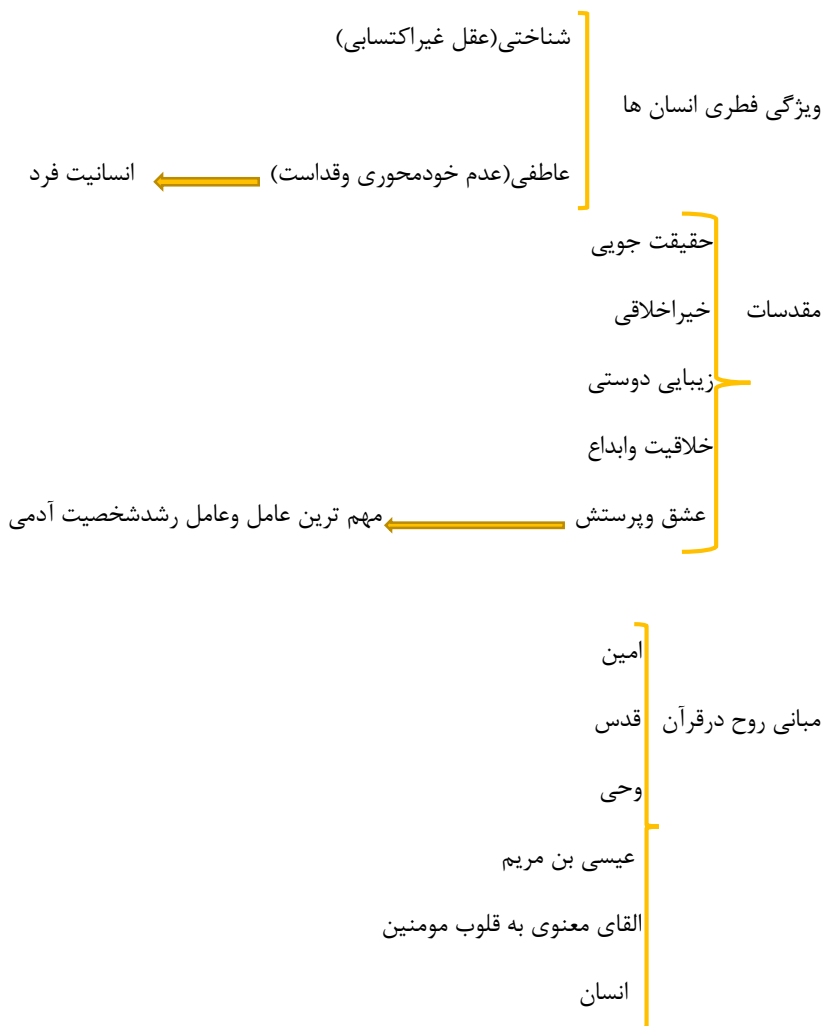 شناختی(عقل غیراکتسابی)
ویژگی فطری انسان ها
عاطفی(عدم خودمحوری وقداست) انسانیت فرد
حقیقت جویی
مقدسات خیراخلاقی
زیبایی دوستی
خلاقیت وابداع
عشق وپرستش مهم ترین عامل وعامل رشدشخصیت آدمی
امین
مبانی روح درقرآن قدس
وحی
عیسی بن مریم
القای معنوی به قلوب مومنین
انسان